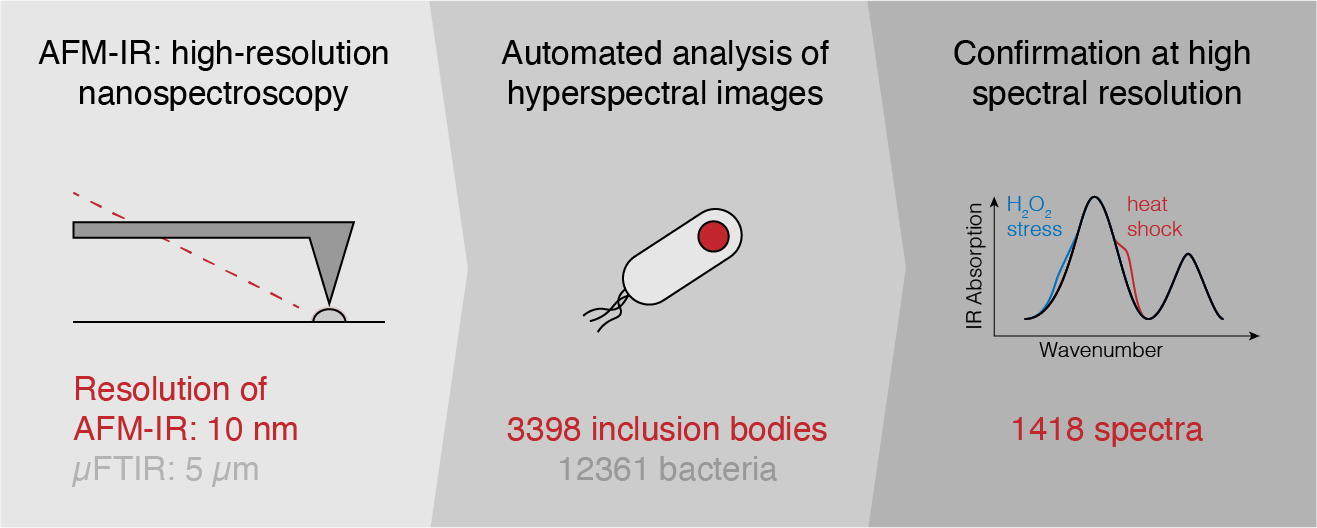 AFM-IR: high-resolution
nanospectroscopy
Resolution of
AFM-IR: 10 nm
µFTIR: 5 µm
Automated analysis of
hyperspectral images
3398 inclusion bodies
12361 bacteria
Confirmation at high
spectral resolution
IR Absorption
H₂O₂
stress
heat
shock
Wavenumber
1418 spectra